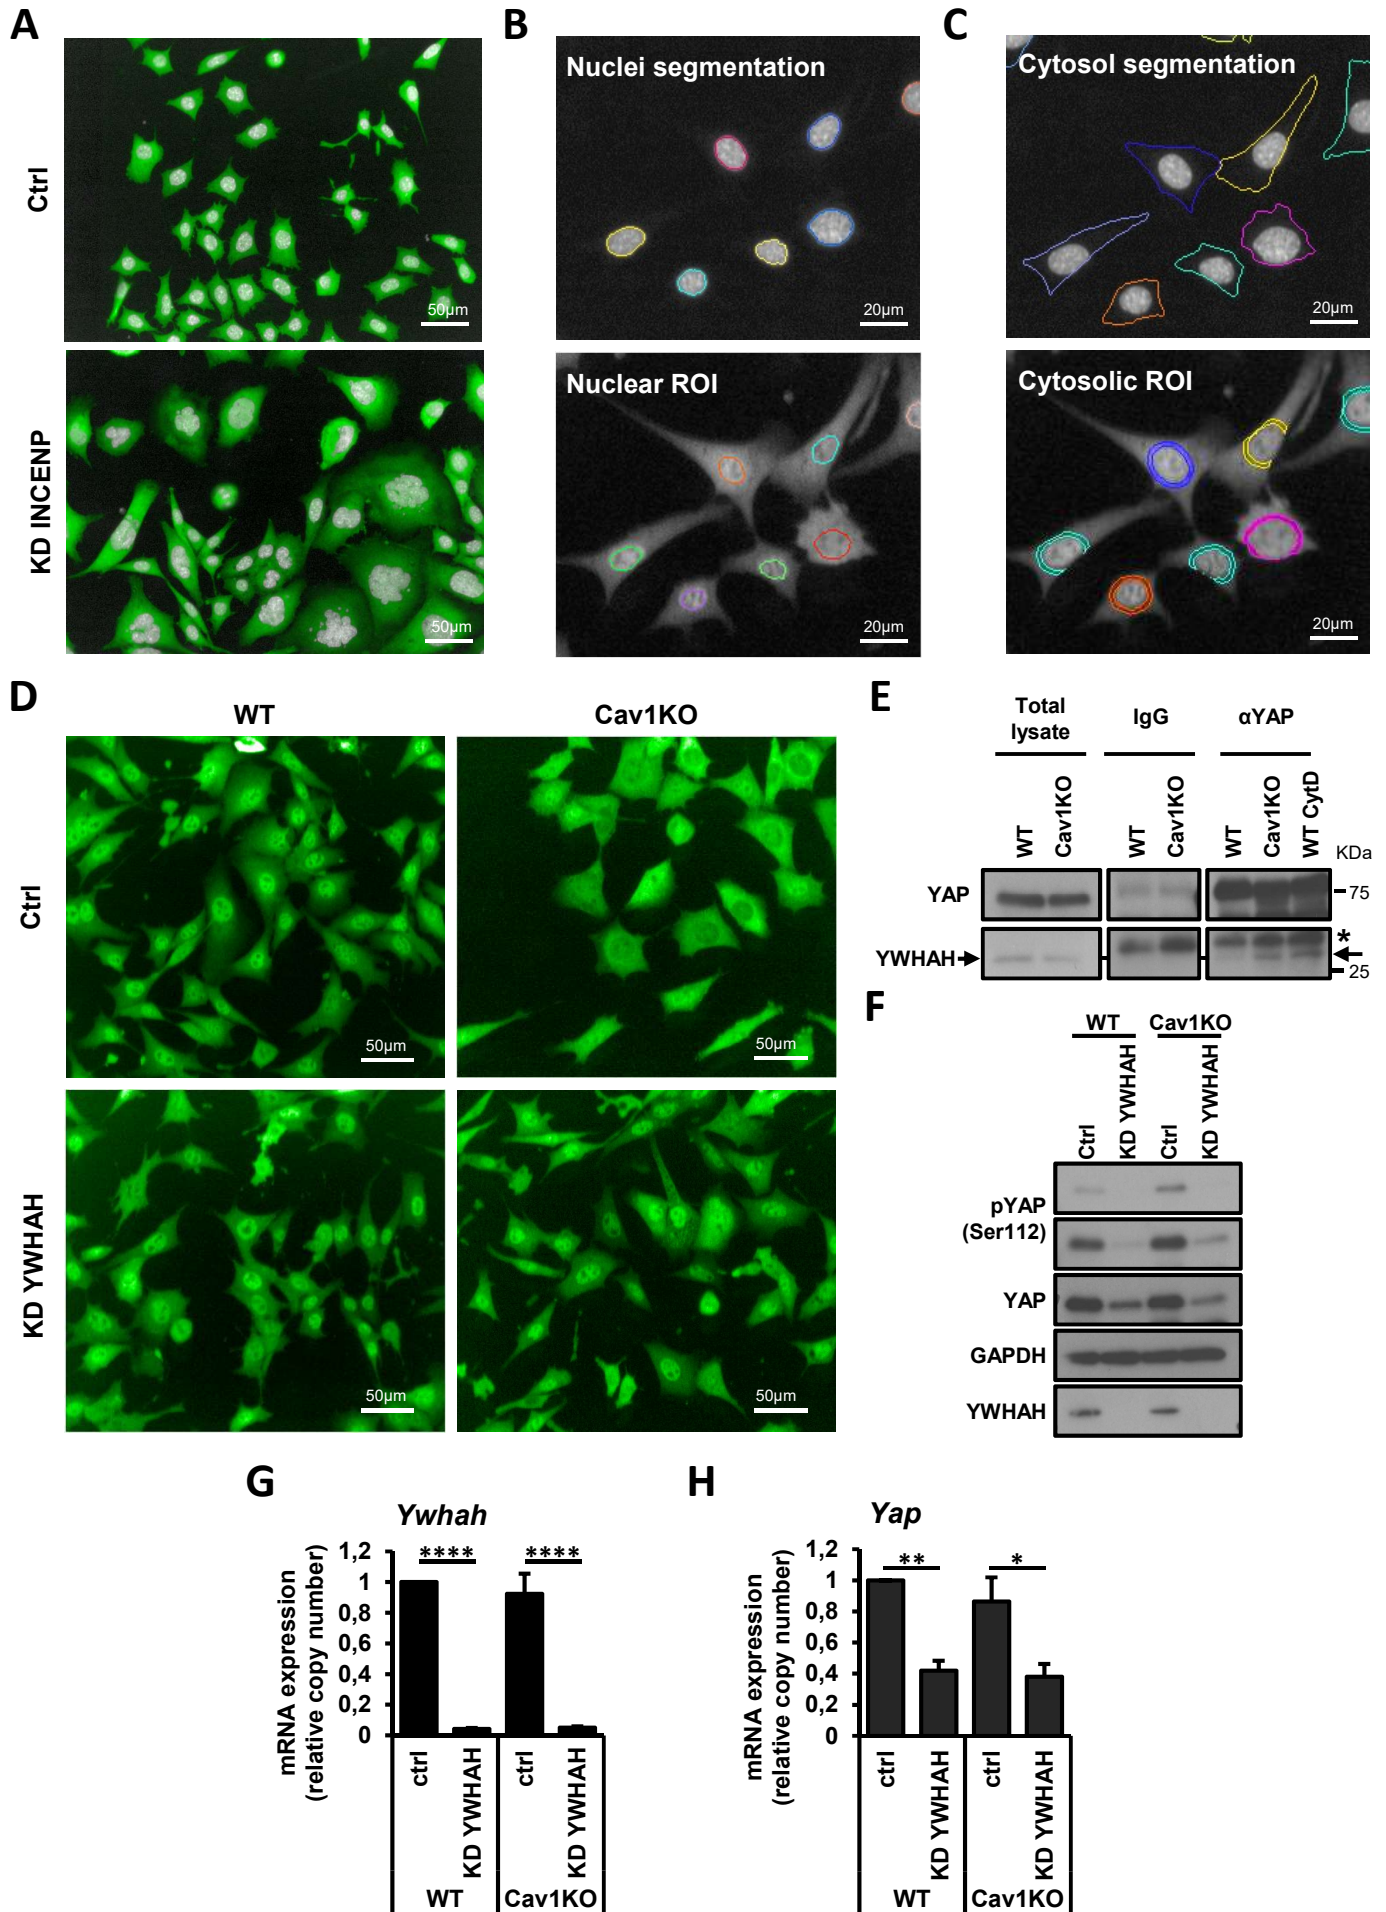 A
Ctrl
50µm
KD INCENP
50µm
B
Nuclei segmentation
20µm
Nuclear ROI
20µm
C
Cytosol segmentation
20µm
Cytosolic ROI
20µm
D
WT
Cav1KO
Ctrl
50µm
50µm
KD YWHAH
50µm
50µm
E
Total
lysate
IgG
αYAP
WT
Cav1KO
WT
Cav1KO
WT
Cav1KO
WT CytD
KDa
YAP
75
YWHAH
*
25
F
WT
Cav1KO
Ctrl
KD YWHAH
Ctrl
KD YWHAH
pYAP
(Ser112)
YAP
GAPDH
YWHAH
G
Ywhah
mRNA expression
(relative copy number)
1,2
1
0,8
0,6
0,4
0,2
0
****
****
ctrl
KD YWHAH
ctrl
KD YWHAH
WT
Cav1KO
H
Yap
mRNA expression
(relative copy number)
1,2
1
0,8
0,6
0,4
0,2
0
**
*
ctrl
KD YWHAH
ctrl
KD YWHAH
WT
Cav1KO